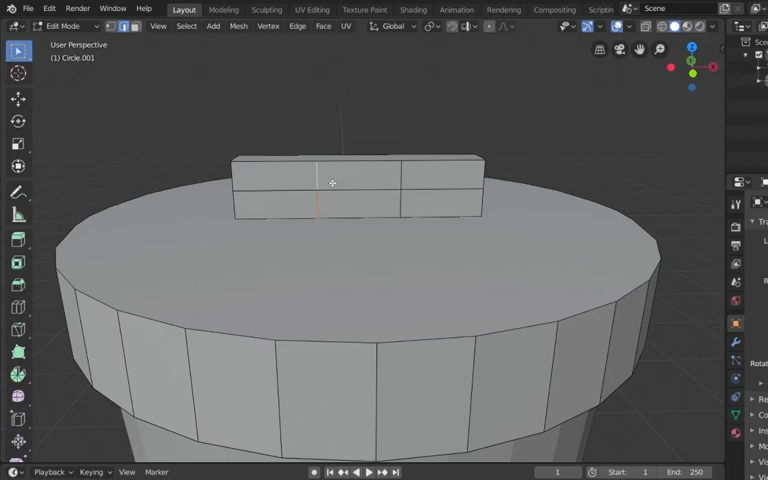 File Edit Render Window Help Layout Modeling Sculpting UV Editing Texture Paint Shading Animation Rendering Compositing Scriptin Scene
Edit Mode View Select Add Mesh Vertex Edge Face UV Global
User Perspective
(1) Circle.001
X
Y
Z
Playback Keying View Marker 1 Start: 1 End: 250
Rotat